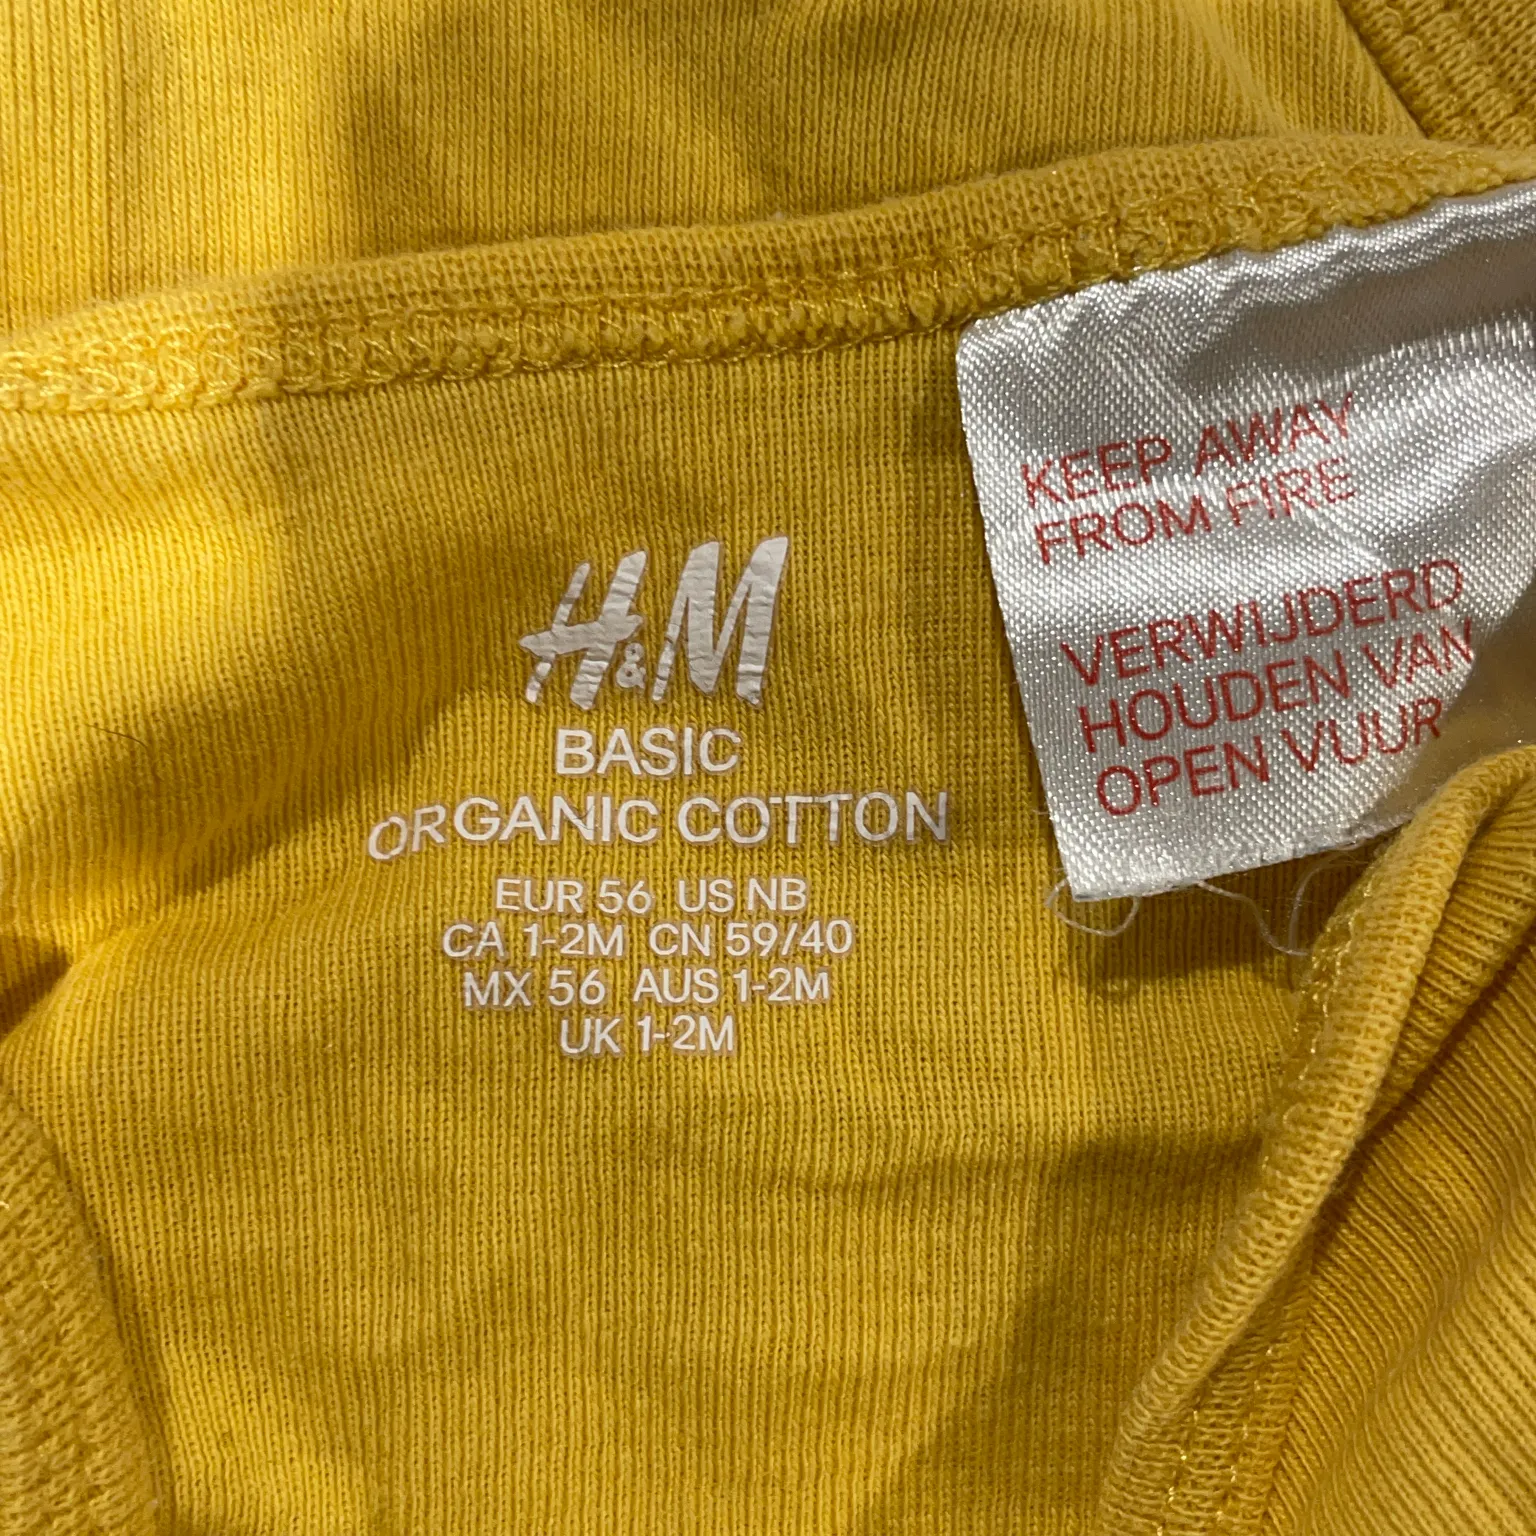 H&M
BASIC
ORGANIC COTTON
EUR 56 US NB
CA 1-2M CN 59/40
MX 56 AUS 1-2M
UK 1-2M
KEEP AWAY
FROM FIRE
VERWIJDERD
HOUDEN VAN
OPEN VUUR